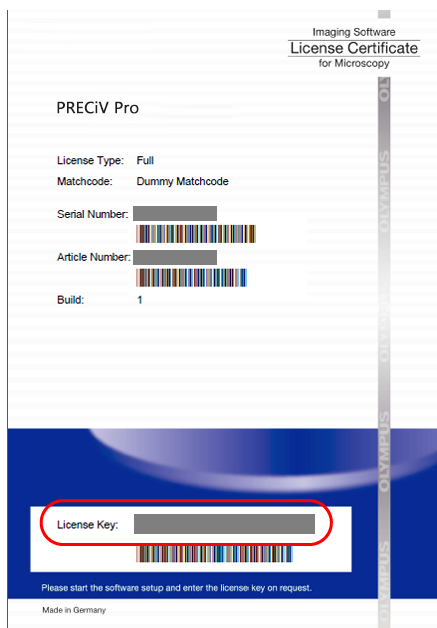 Imaging Software
License Certificate
for Microscopy
OLYMPUS
PRECiV Pro
License Type: Full
Matchcode: Dummy Matchcode
OLYMPUS
Serial Number:
Article Number:
Build: 1
OLYMPUS
OLYMPUS
License Key:
OLYMPUS
Please start the software setup and enter the license key on request.
Made in Germany